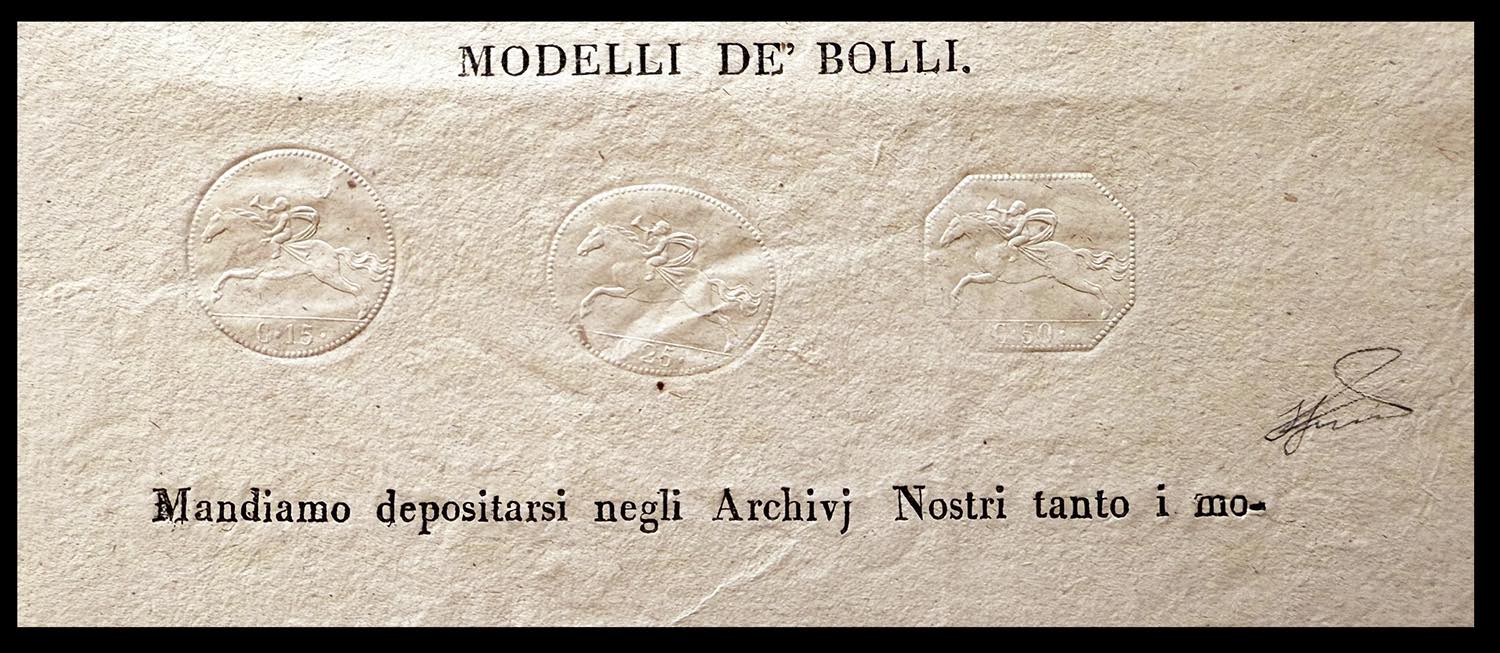 MODELLI DE' BOLLI.
C·15·
25
C·50·
Mandiamo depositarsi negli Archivj Nostri tanto i mo-